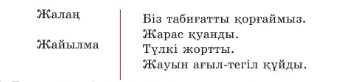 Жалаң
Жайылма
Біз табиғатты қорғаймыз.
Жарас қуанды.
Түлкі жортты.
Жауын ағыл-тегіл құйды.